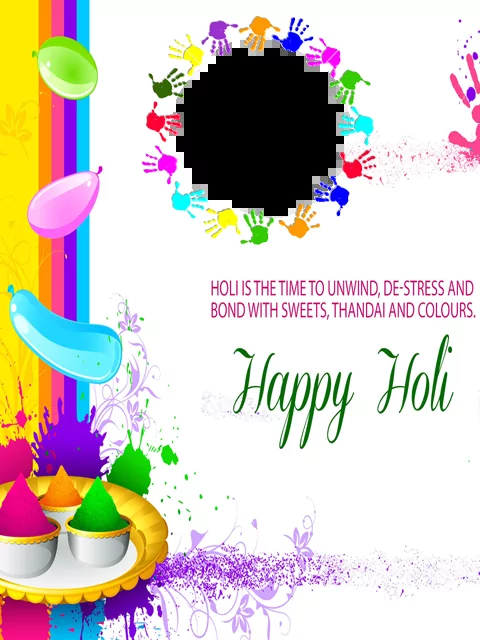 HOLI IS THE TIME TO UNWIND, DE-STRESS AND
BOND WITH SWEETS, THANDAI AND COLOURS.
Happy Holi